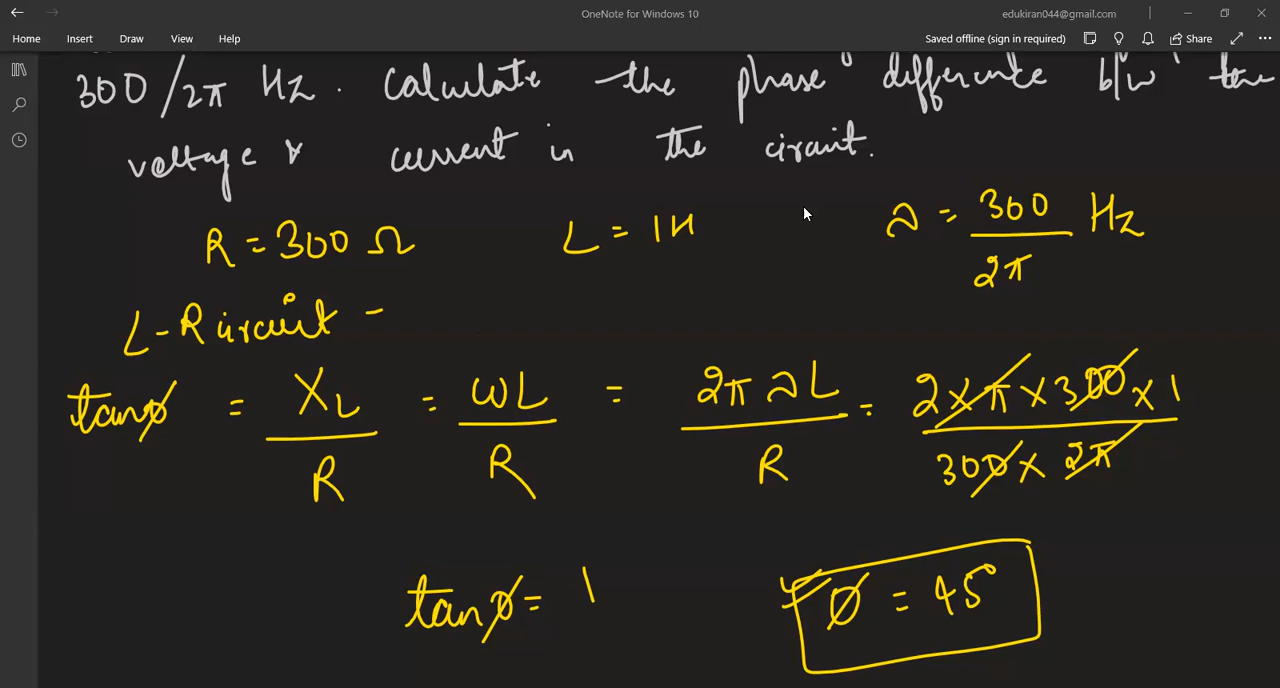 OneNote for Windows 10
edukiran044@gmail.com
Home Insert Draw View Help
Saved offline (sign in required) Share
300/2π Hz. Calculate the phase difference b/w the
voltage & current in the circuit.
R = 300 Ω L = 1H ν = 300/2π Hz
L-R circuit -
tanφ = X_L/R = ωL/R = 2πνL/R = 2×π×300×1/300×2π
tanφ = 1 φ = 45°